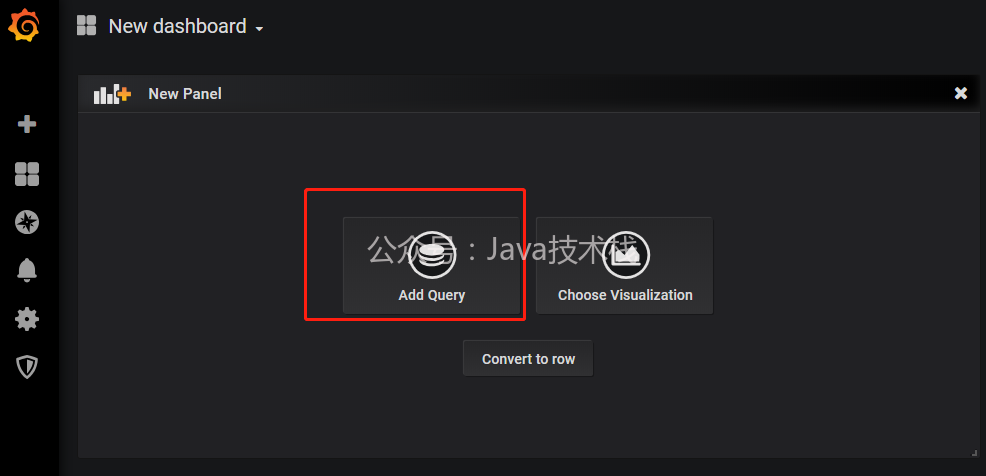 New dashboard
New Panel
公众号：Java技术栈
Add Query
Choose Visualization
Convert to row